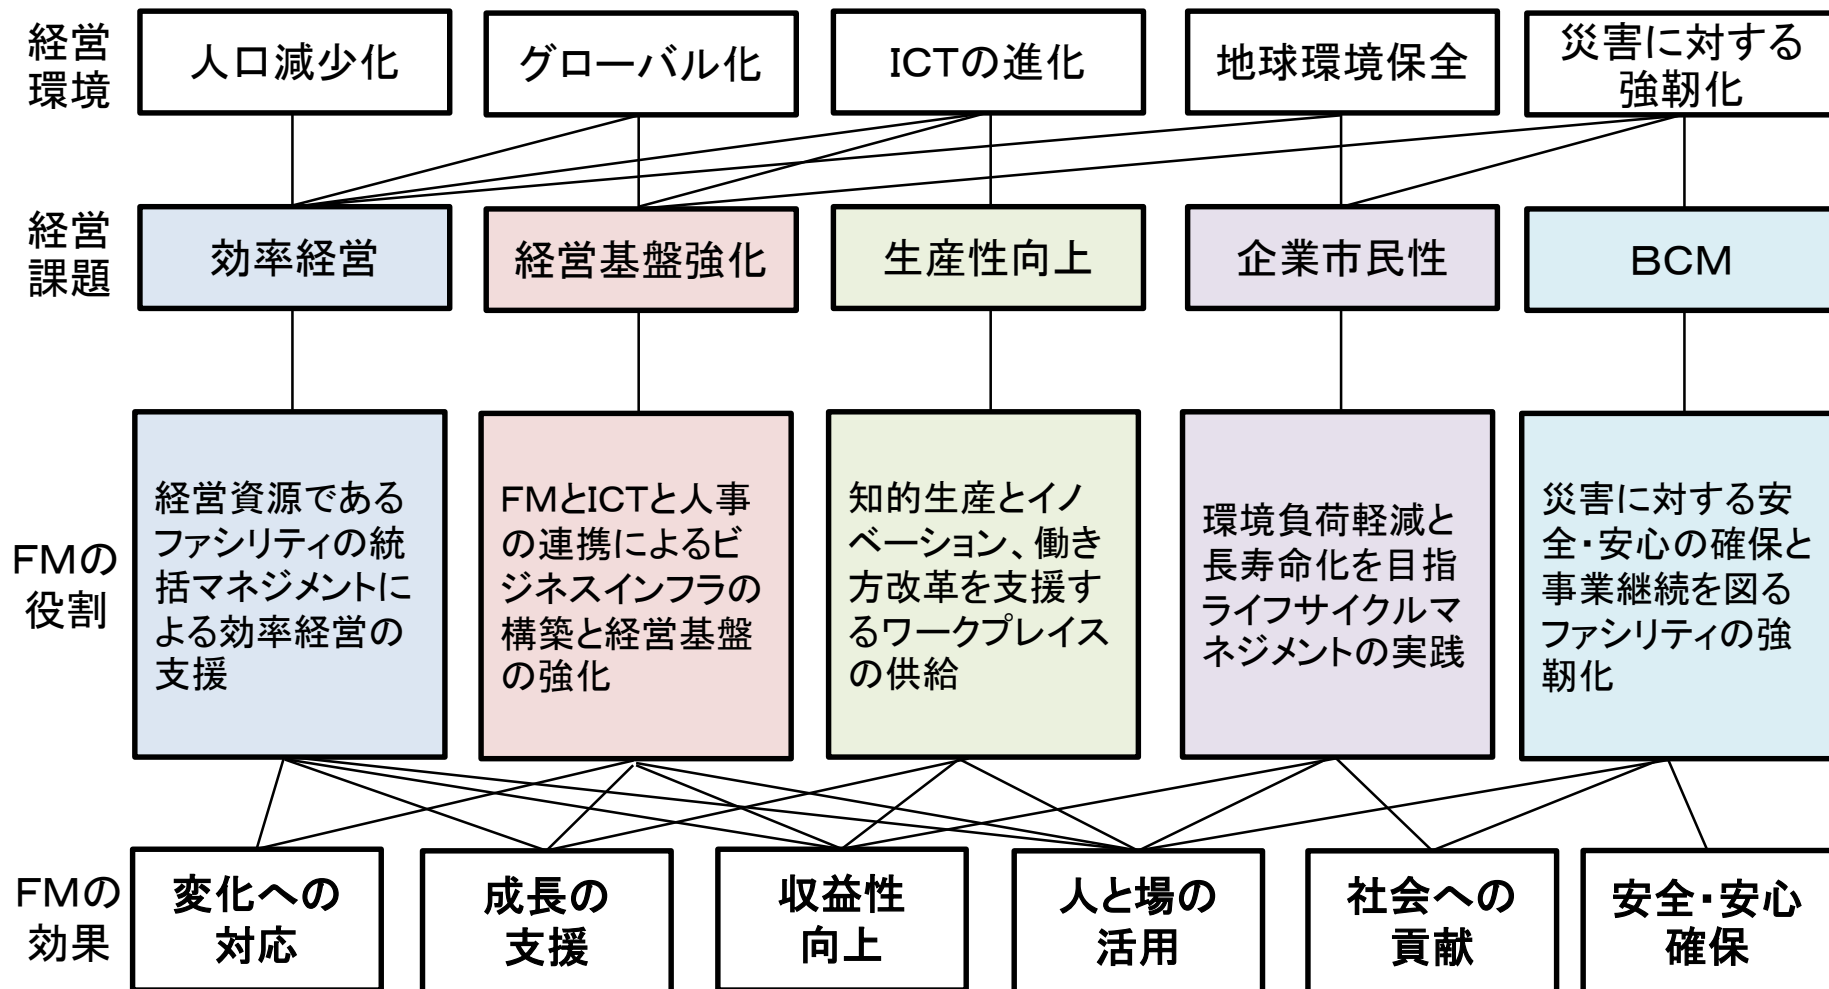 経営
環境
人口減少化
グローバル化
ICTの進化
地球環境保全
災害に対する
強靭化
経営
課題
効率経営
経営基盤強化
生産性向上
企業市民性
BCM
FMの
役割
経営資源である
ファシリティの統
括マネジメントに
よる効率経営の
支援
FMとICTと人事
の連携によるビ
ジネスインフラの
構築と経営基盤
の強化
知的生産とイノ
ベーション、働き
方改革を支援す
るワークプレイス
の供給
環境負荷軽減と
長寿命化を目指
ライフサイクルマ
ネジメントの実践
災害に対する安
全・安心の確保と
事業継続を図る
ファシリティの強
靭化
FMの
効果
変化への
対応
成長の
支援
収益性
向上
人と場の
活用
社会への
貢献
安全・安心
確保